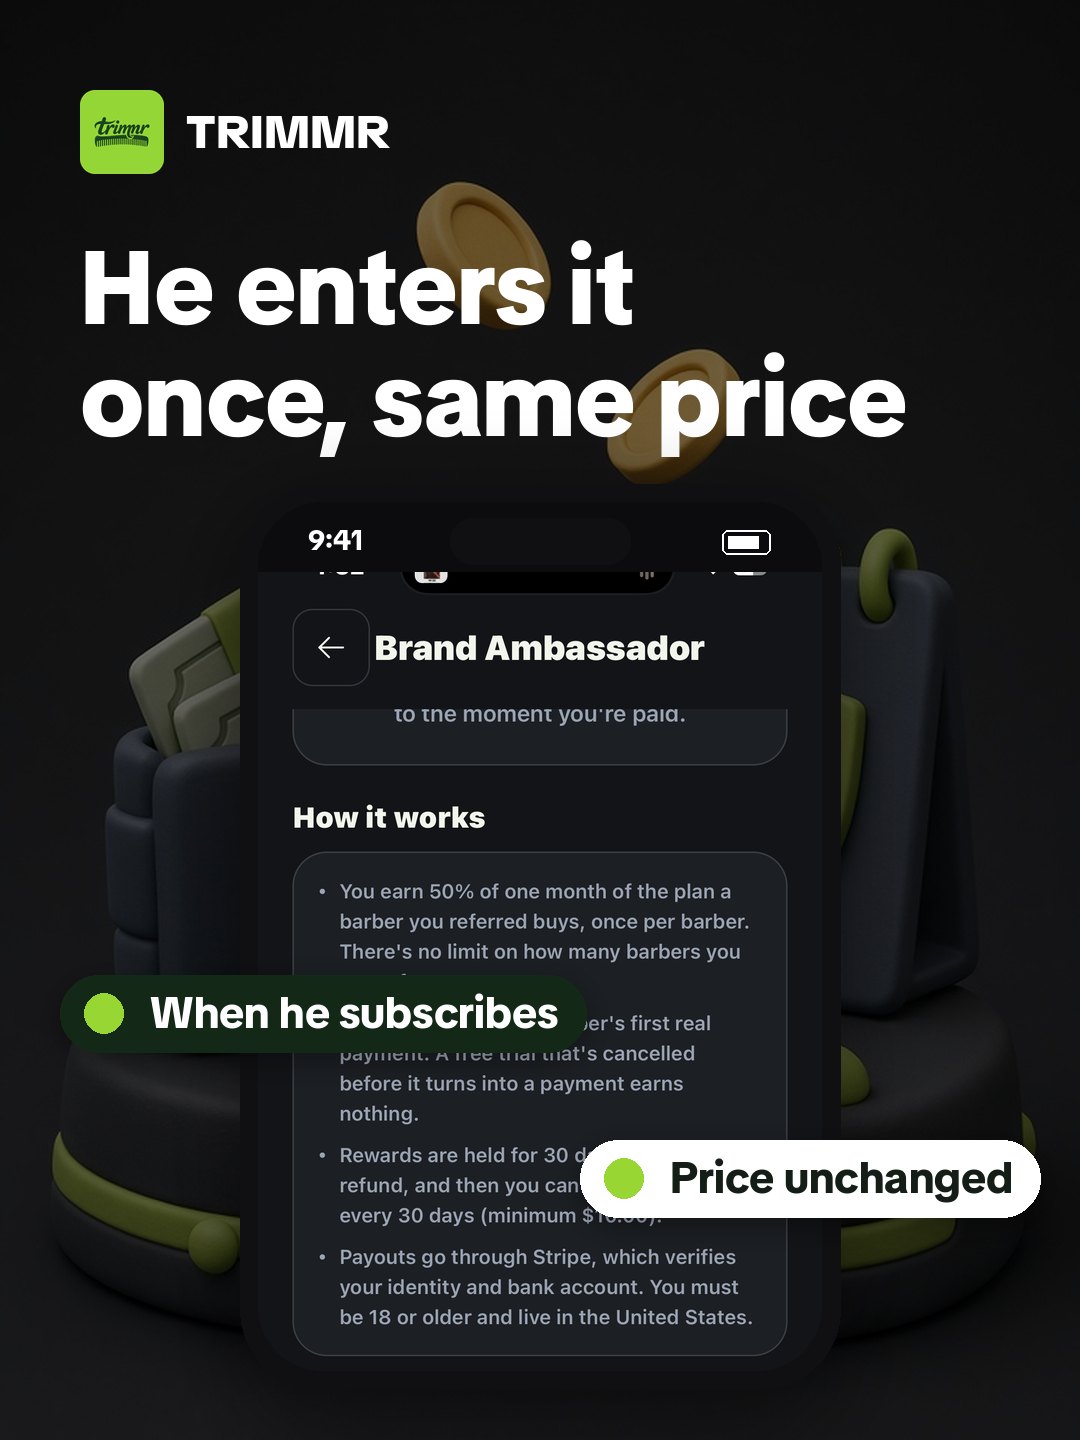 trimmr
TRIMMR
He enters it
once, same price
9:41
Brand Ambassador
to the moment you're paid.
How it works
• You earn 50% of one month of the plan a
barber you referred buys, once per barber.
There's no limit on how many barbers you
When he subscribes
first real
payment. A free trial that's cancelled
before it turns into a payment earns
nothing.
• Rewards are held for 30
Price unchanged
refund, and then you can
every 30 days (minimum
• Payouts go through Stripe, which verifies
your identity and bank account. You must
be 18 or older and live in the United States.